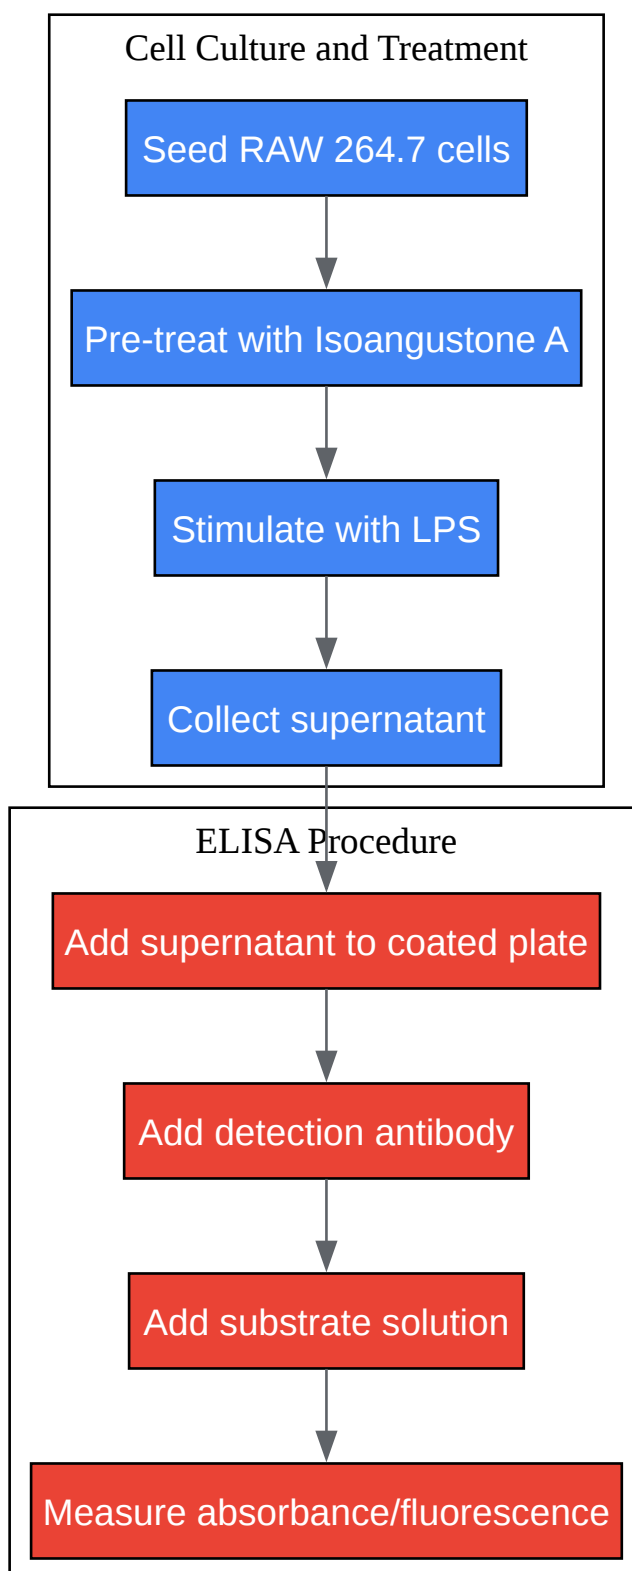 Cell Culture and Treatment
Seed RAW 264.7 cells
Pre-treat with Isoangustone A
Stimulate with LPS
Collect supernatant
ELISA Procedure
Add supernatant to coated plate
Add detection antibody
Add substrate solution
Measure absorbance/fluorescence